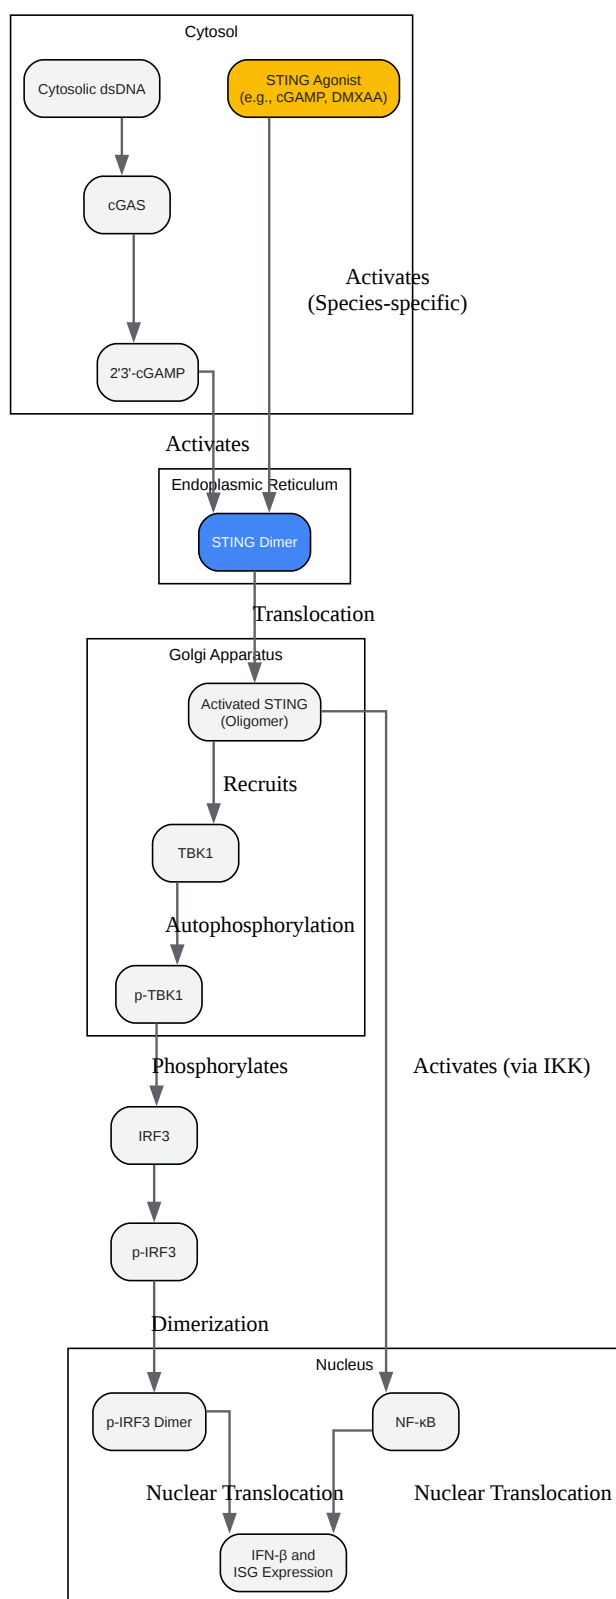 Cytosol
Cytosolic dsDNA
STING Agonist
(e.g., cGAMP, DMXAA)
cGAS
Activates
(Species-specific)
2'3'-cGAMP
Activates
Endoplasmic Reticulum
STING Dimer
Translocation
Golgi Apparatus
Activated STING
(Oligomer)
Recruits
TBK1
Autophosphorylation
p-TBK1
Phosphorylates
Activates (via IKK)
IRF3
p-IRF3
Dimerization
Nucleus
p-IRF3 Dimer
NF-κB
Nuclear Translocation
Nuclear Translocation
IFN-β and
ISG Expression